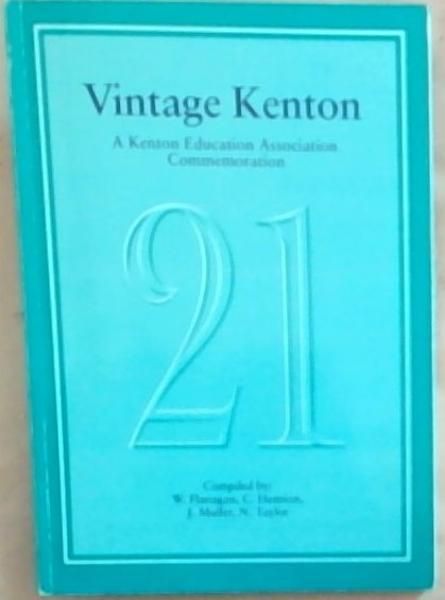 Vintage Kenton
A Kenton Education Association
Commemoration
21
Compiled by:
W. Flanagan, C. Hemson,
J. Muller, N. Taylor